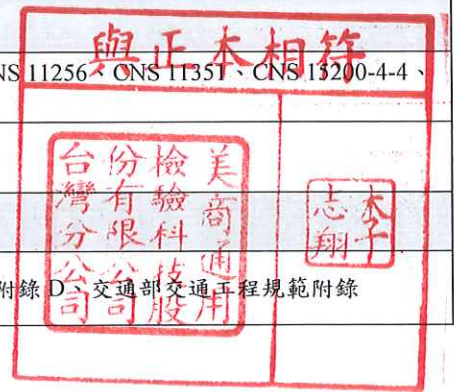 與正本相符
NS 11256、CNS 11351、CNS 15200-4-4、
美商通用
檢驗科技股
份有限公司
台灣分公司
李
志翔
附錄 D、交通部交通工程規範附錄